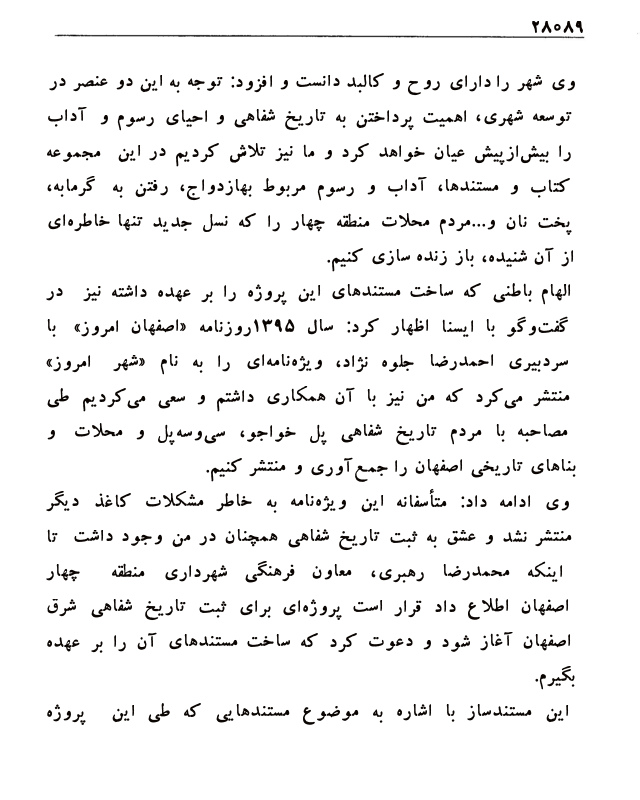 ۲۸۰۸۹
وی شهر را دارای روح و کالبد دانست و افزود: توجه به این دو عنصر در
توسعه شهری، اهمیت پرداختن به تاریخ شفاهی و احیای رسوم و آداب
را بیش‌ازپیش عیان خواهد کرد و ما نیز تلاش کردیم در این مجموعه
کتاب و مستندها، آداب و رسوم مربوط بهازدواج، رفتن به گرمابه،
پخت نان و...مردم محلات منطقه چهار را که نسل جدید تنها خاطره‌ای
از آن شنیده، باز زنده سازی کنیم.
الهام باطنی که ساخت مستندهای این پروژه را بر عهده داشته نیز در
گفت‌وگو با ایسنا اظهار کرد: سال ۱۳۹۵روزنامه «اصفهان امروز» با
سردبیری احمدرضا جلوه نژاد، ویژه‌نامه‌ای را به نام «شهر امروز»
منتشر می‌کرد که من نیز با آن همکاری داشتم و سعی می‌کردیم طی
مصاحبه با مردم تاریخ شفاهی پل خواجو، سی‌وسه‌پل و محلات و
بناهای تاریخی اصفهان را جمع‌آوری و منتشر کنیم.
وی ادامه داد: متأسفانه این ویژه‌نامه به خاطر مشکلات کاغذ دیگر
منتشر نشد و عشق به ثبت تاریخ شفاهی همچنان در من وجود داشت تا
اینکه محمدرضا رهبری، معاون فرهنگی شهرداری منطقه چهار
اصفهان اطلاع داد قرار است پروژه‌ای برای ثبت تاریخ شفاهی شرق
اصفهان آغاز شود و دعوت کرد که ساخت مستندهای آن را بر عهده
بگیرم.
این مستندساز با اشاره به موضوع مستندهایی که طی این پروژه